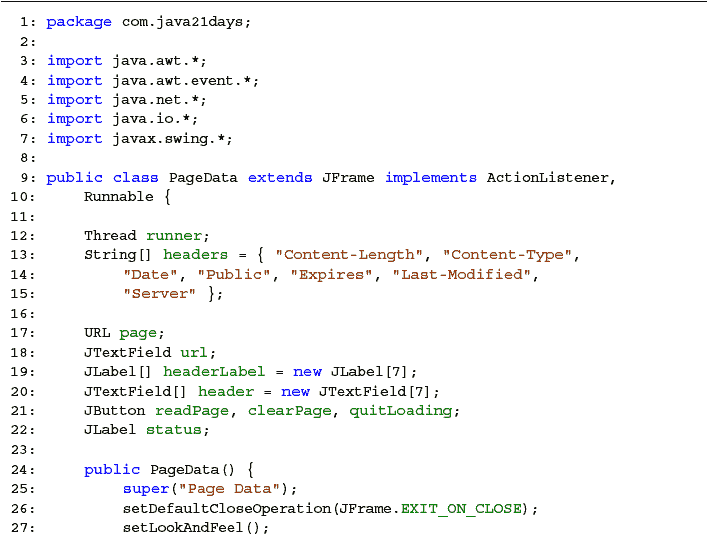 1: package com.java21days;
2:
3: import java.awt.*;
4: import java.awt.event.*;
5: import java.net.*;
6: import java.io.*;
7: import javax.swing.*;
8:
9: public class PageData extends JFrame implements ActionListener,
10:     Runnable {
11:
12:     Thread runner;
13:     String[] headers = { "Content-Length", "Content-Type",
14:         "Date", "Public", "Expires", "Last-Modified",
15:         "Server" };
16:
17:     URL page;
18:     JTextField url;
19:     JLabel[] headerLabel = new JLabel[7];
20:     JTextField[] header = new JTextField[7];
21:     JButton readPage, clearPage, quitLoading;
22:     JLabel status;
23:
24:     public PageData() {
25:         super("Page Data");
26:         setDefaultCloseOperation(JFrame.EXIT_ON_CLOSE);
27:         setLookAndFeel();